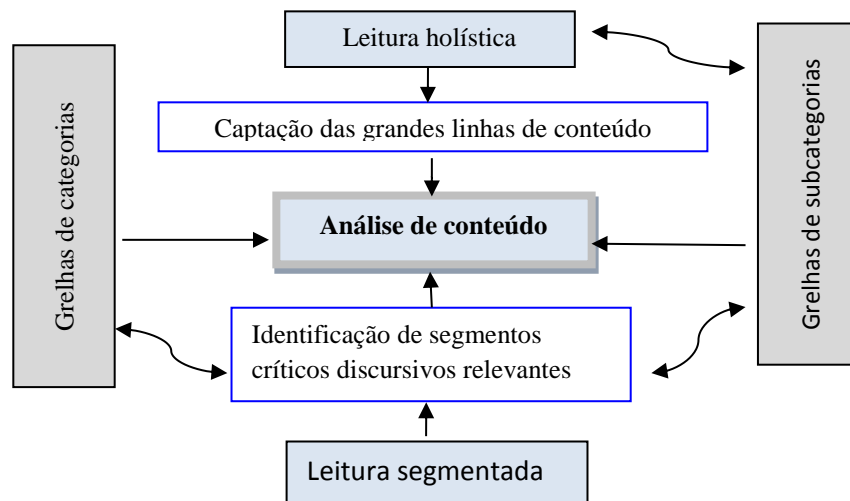 Leitura holística
Captação das grandes linhas de conteúdo
Grelhas de categorias
Análise de conteúdo
Grelhas de subcategorias
Identificação de segmentos
críticos discursivos relevantes
Leitura segmentada